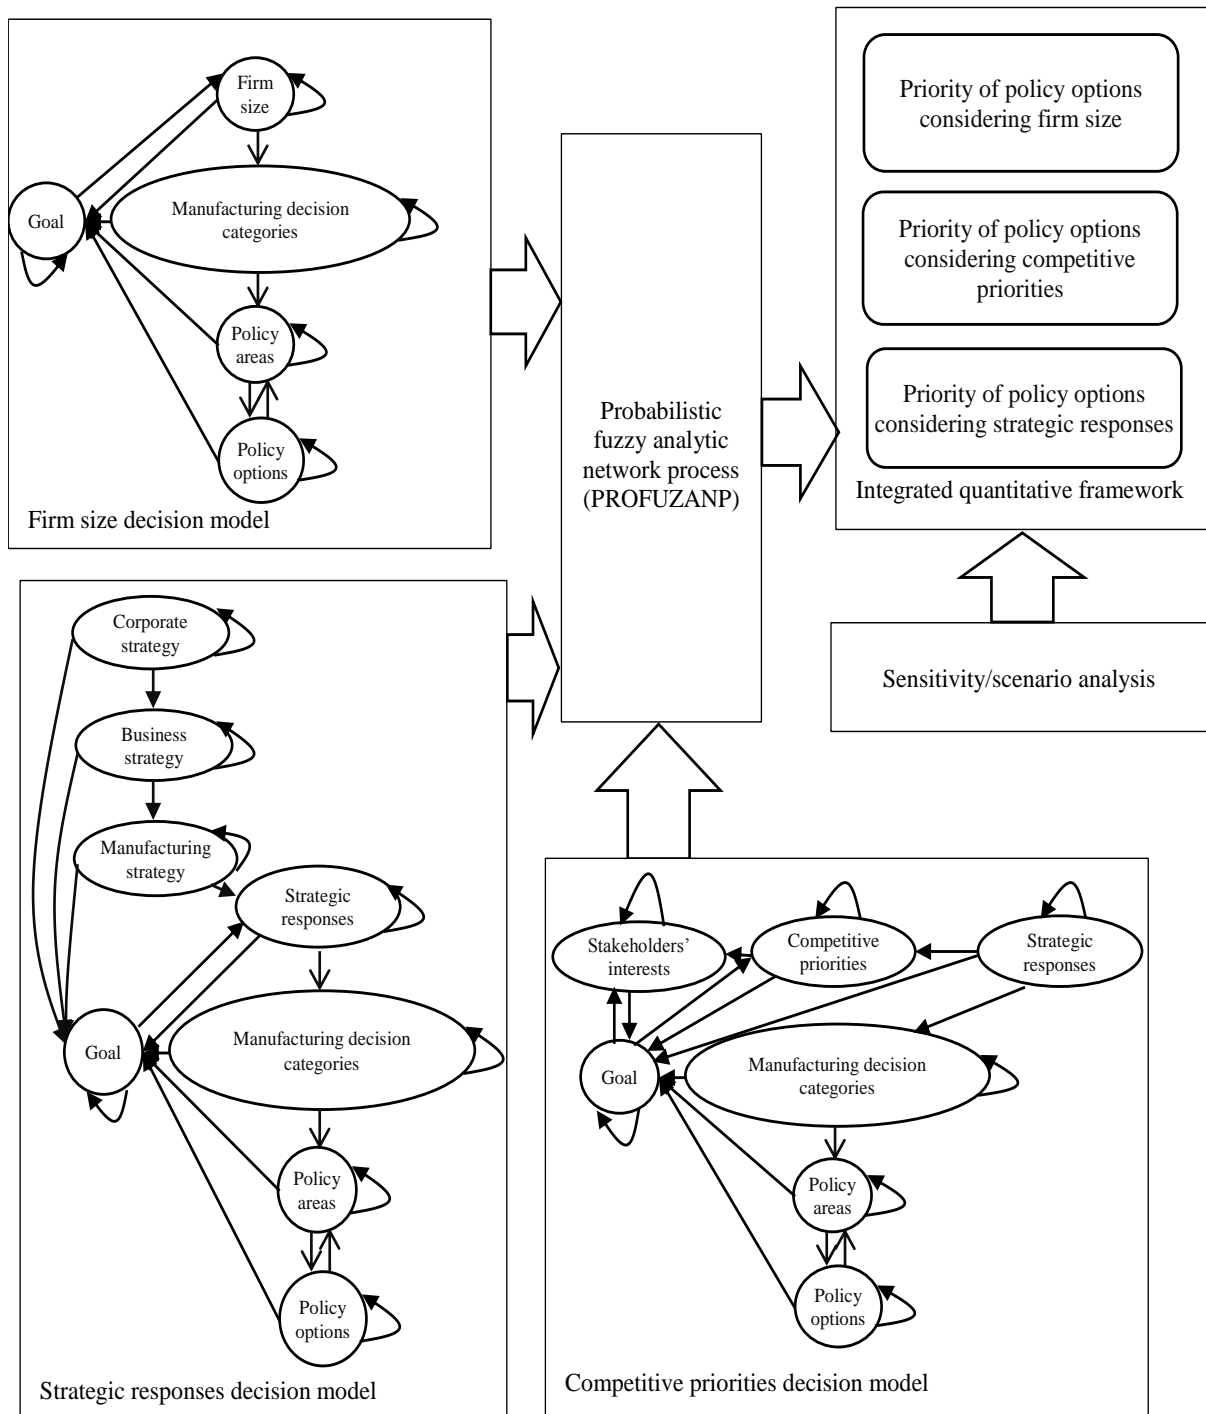 Firm
size
Goal
Manufacturing decision
categories
Policy
areas
Policy
options
Firm size decision model
Corporate
strategy
Business
strategy
Manufacturing
strategy
Strategic
responses
Goal
Manufacturing decision
categories
Policy
areas
Policy
options
Strategic responses decision model
Probabilistic
fuzzy analytic
network process
(PROFUZANP)
Stakeholders’
interests
Competitive
priorities
Strategic
responses
Goal
Manufacturing decision
categories
Policy
areas
Policy
options
Competitive priorities decision model
Priority of policy options
considering firm size
Priority of policy options
considering competitive
priorities
Priority of policy options
considering strategic responses
Integrated quantitative framework
Sensitivity/scenario analysis